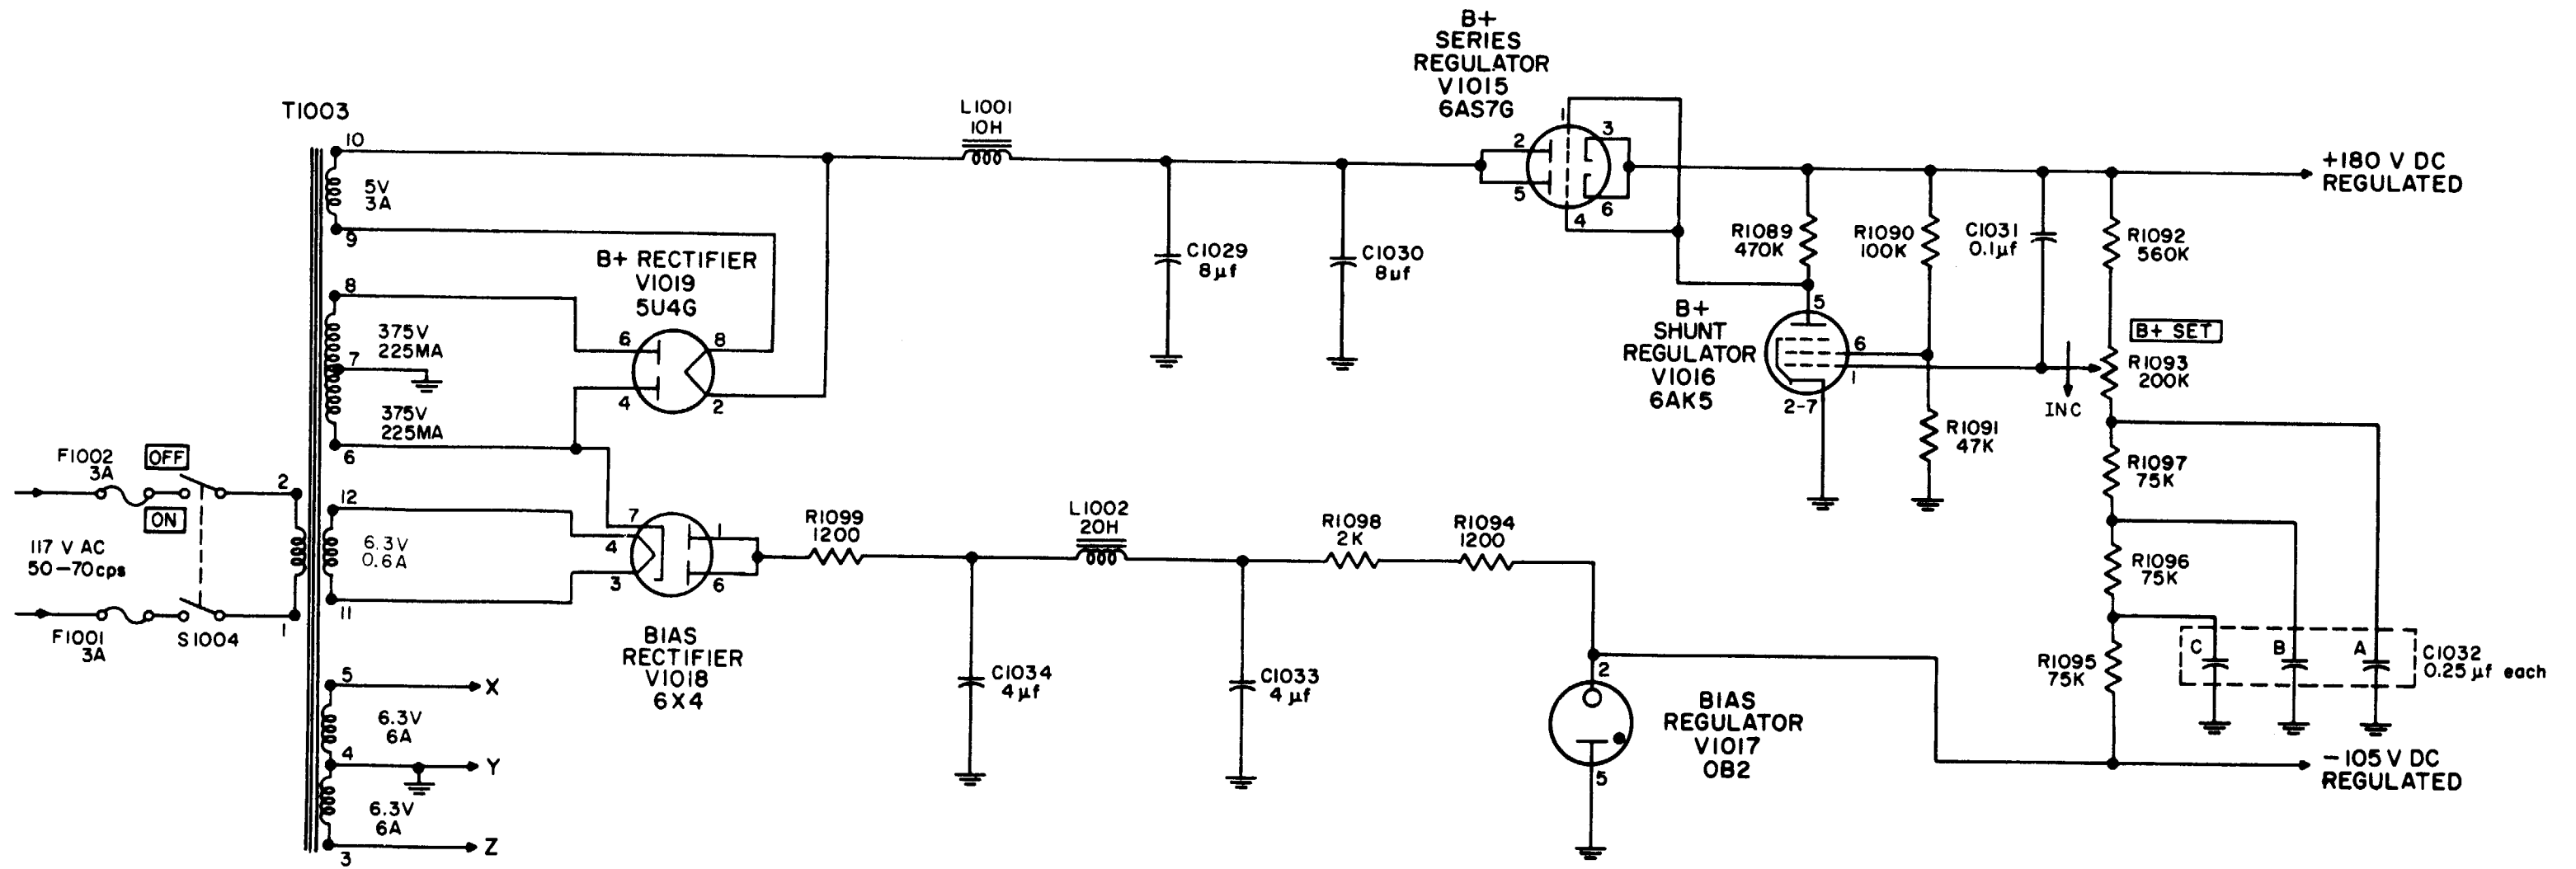 B+
SERIES
REGULATOR
V1015
6AS7G
T1003
10
5V
3A
9
L1001
10H
1
2
3
5
4
6
+180 V DC
REGULATED
B+ RECTIFIER
V1019
5U4G
8
375V
225MA
7
375V
225MA
6
6
8
4
2
C1029
8µf
C1030
8µf
R1089
470K
R1090
100K
C1031
0.1µf
R1092
560K
B+
SHUNT
REGULATOR
V1016
6AK5
5
6
1
2-7
B+ SET
R1093
200K
INC
R1091
47K
R1097
75K
R1096
75K
R1095
75K
C
B
A
C1032
0.25 µf each
F1002
3A
OFF
ON
2
117 V AC
50-70cps
F1001
3A
S1004
1
12
6.3V
0.6A
11
7
4
3
1
6
BIAS
RECTIFIER
V1018
6X4
R1099
1200
L1002
20H
R1098
2K
R1094
1200
C1034
4µf
C1033
4µf
2
5
BIAS
REGULATOR
V1017
OB2
-105 V DC
REGULATED
5
X
6.3V
6A
4
Y
6.3V
6A
3
Z